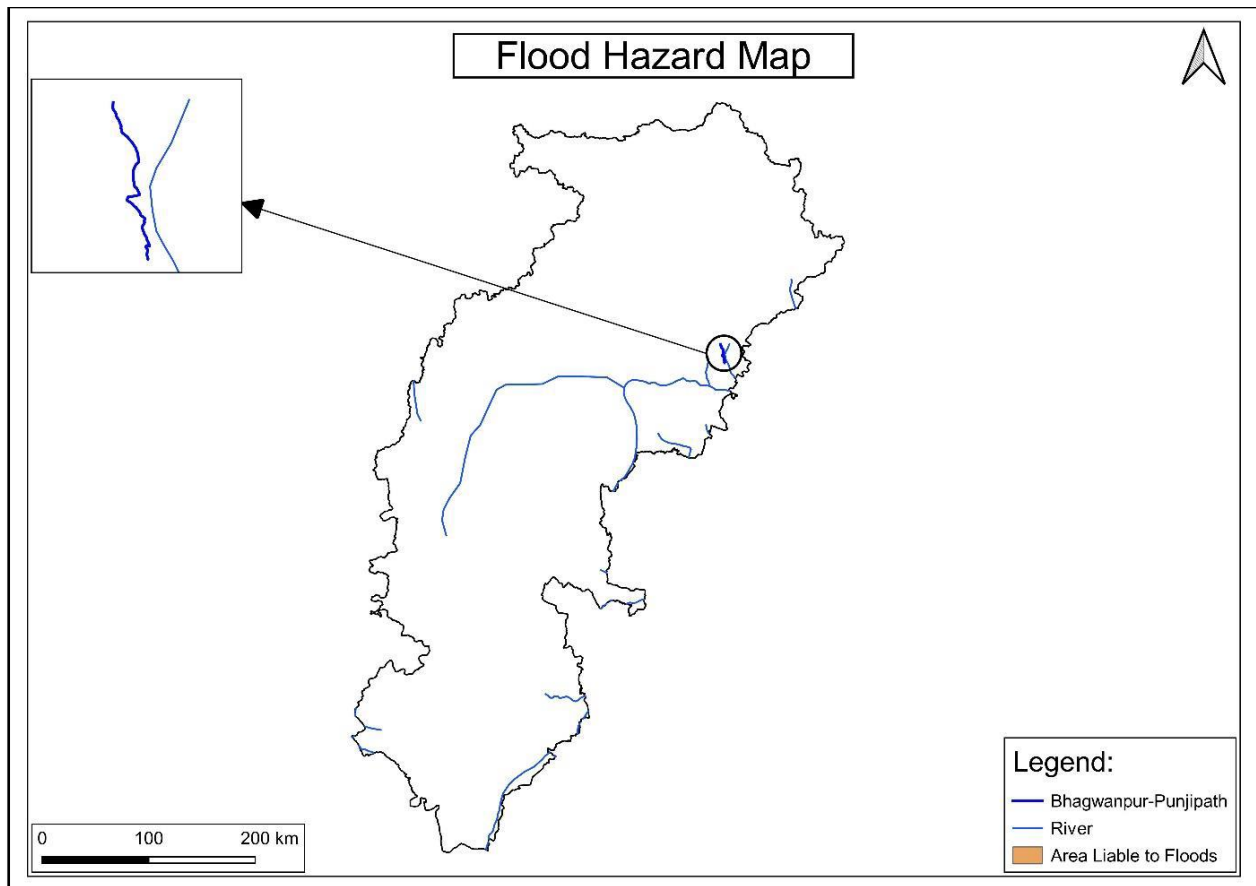 Flood Hazard Map
Legend:
Bhagwanpur-Punjipath
River
Area Liable to Floods
0 100 200 km